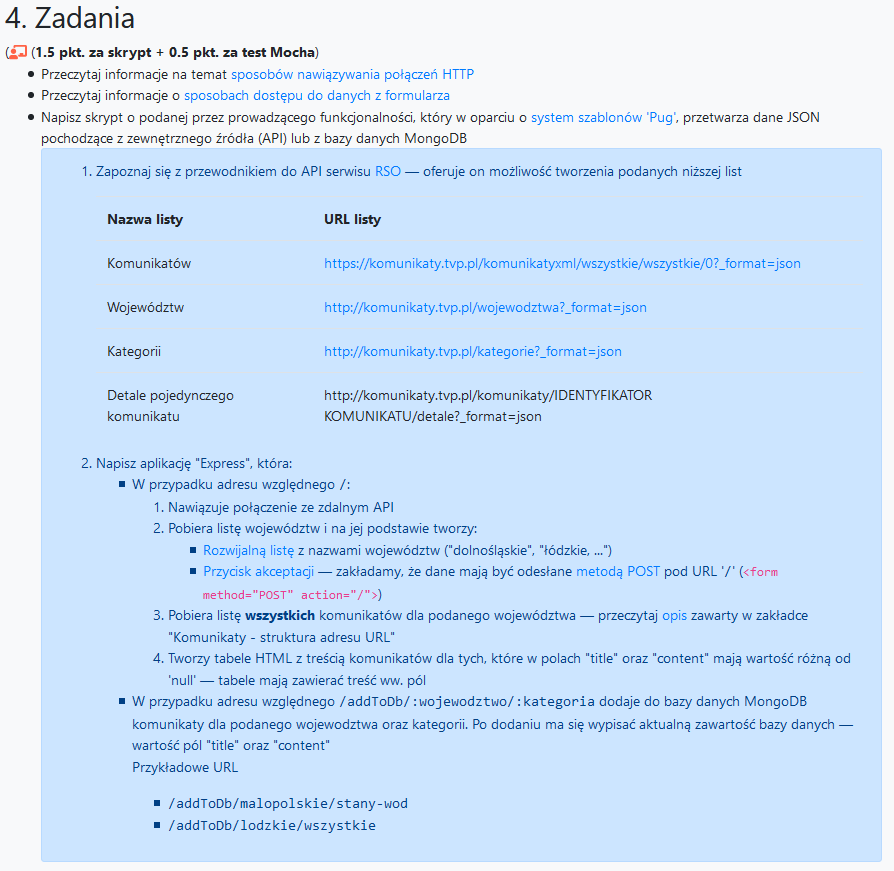 4. Zadania
( (1.5 pkt. za skrypt + 0.5 pkt. za test Mocha)
Przeczytaj informacje na temat sposobów nawiązywania połączeń HTTP
Przeczytaj informacje o sposobach dostępu do danych z formularza
Napisz skrypt o podanej przez prowadzącego funkcjonalności, który w oparciu o system szablonów 'Pug', przetwarza dane JSON
pochodzące z zewnętrznego źródła (API) lub z bazy danych MongoDB
1. Zapoznaj się z przewodnikiem do API serwisu RSO — oferuje on możliwość tworzenia podanych niższej list
Nazwa listy URL listy
Komunikatów https://komunikaty.tvp.pl/komunikatyxml/wszystkie/wszystkie/0?_format=json
Województw http://komunikaty.tvp.pl/wojewodztwa?_format=json
Kategorii http://komunikaty.tvp.pl/kategorie?_format=json
Detale pojedynczego http://komunikaty.tvp.pl/komunikaty/IDENTYFIKATOR
komunikatu KOMUNIKATU/detale?_format=json
2. Napisz aplikację "Express", która:
W przypadku adresu względnego /:
1. Nawiązuje połączenie ze zdalnym API
2. Pobiera listę województw i na jej podstawie tworzy:
Rozwijalną listę z nazwami województw ("dolnośląskie", "łódzkie, ...")
Przycisk akceptacji — zakładamy, że dane mają być odesłane metodą POST pod URL '/' (<form
method="POST" action="/">)
3. Pobiera listę wszystkich komunikatów dla podanego województwa — przeczytaj opis zawarty w zakładce
"Komunikaty - struktura adresu URL"
4. Tworzy tabele HTML z treścią komunikatów dla tych, które w polach "title" oraz "content" mają wartość różną od
'null' — tabele mają zawierać treść ww. pól
W przypadku adresu względnego /addToDb/:wojewodztwo/:kategoria dodaje do bazy danych MongoDB
komunikaty dla podanego wojewodztwa oraz kategorii. Po dodaniu ma się wypisać aktualną zawartość bazy danych —
wartość pól "title" oraz "content"
Przykładowe URL
/addToDb/malopolskie/stany-wod
/addToDb/lodzkie/wszystkie